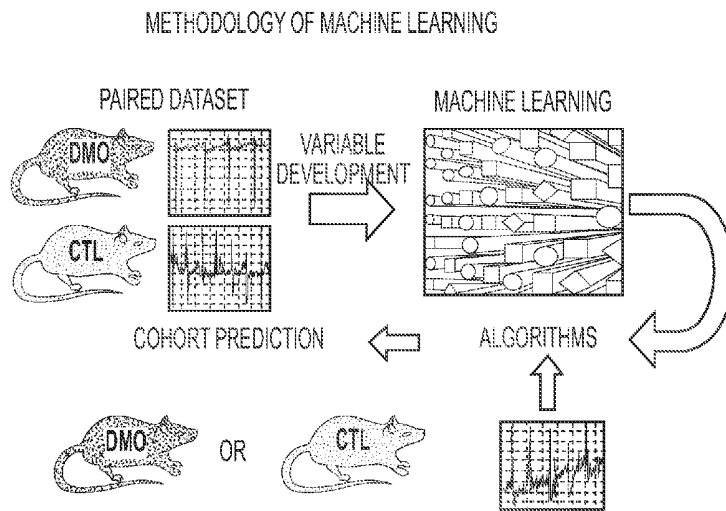 METHODOLOGY OF MACHINE LEARNING
PAIRED DATASET
MACHINE LEARNING
DMO
VARIABLE
DEVELOPMENT
CTL
COHORT PREDICTION
ALGORITHMS
DMO
OR
CTL